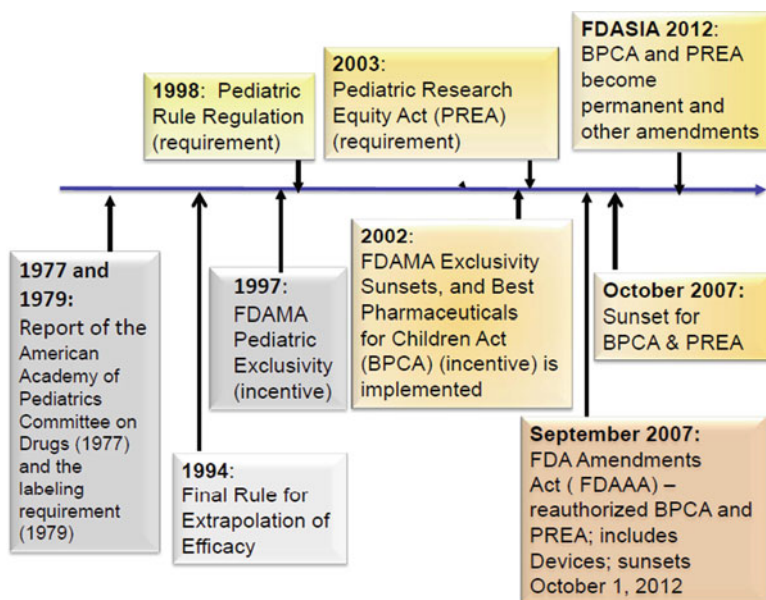 1977 and
1979:
Report of the
American
Academy of
Pediatrics
Committee on
Drugs (1977)
and the
labeling
requirement
(1979)
1994:
Final Rule for
Extrapolation of
Efficacy
1997:
FDAMA
Pediatric
Exclusivity
(incentive)
1998: Pediatric
Rule Regulation
(requirement)
2002:
FDAMA Exclusivity
Sunsets, and Best
Pharmaceuticals
for Children Act
(BPCA) (incentive) is
implemented
2003:
Pediatric Research
Equity Act (PREA)
(requirement)
September 2007:
FDA Amendments
Act ( FDAAA) –
reauthorized BPCA and
PREA; includes
Devices; sunsets
October 1, 2012
October 2007:
Sunset for
BPCA & PREA
FDASIA 2012:
BPCA and PREA
become
permanent and
other amendments